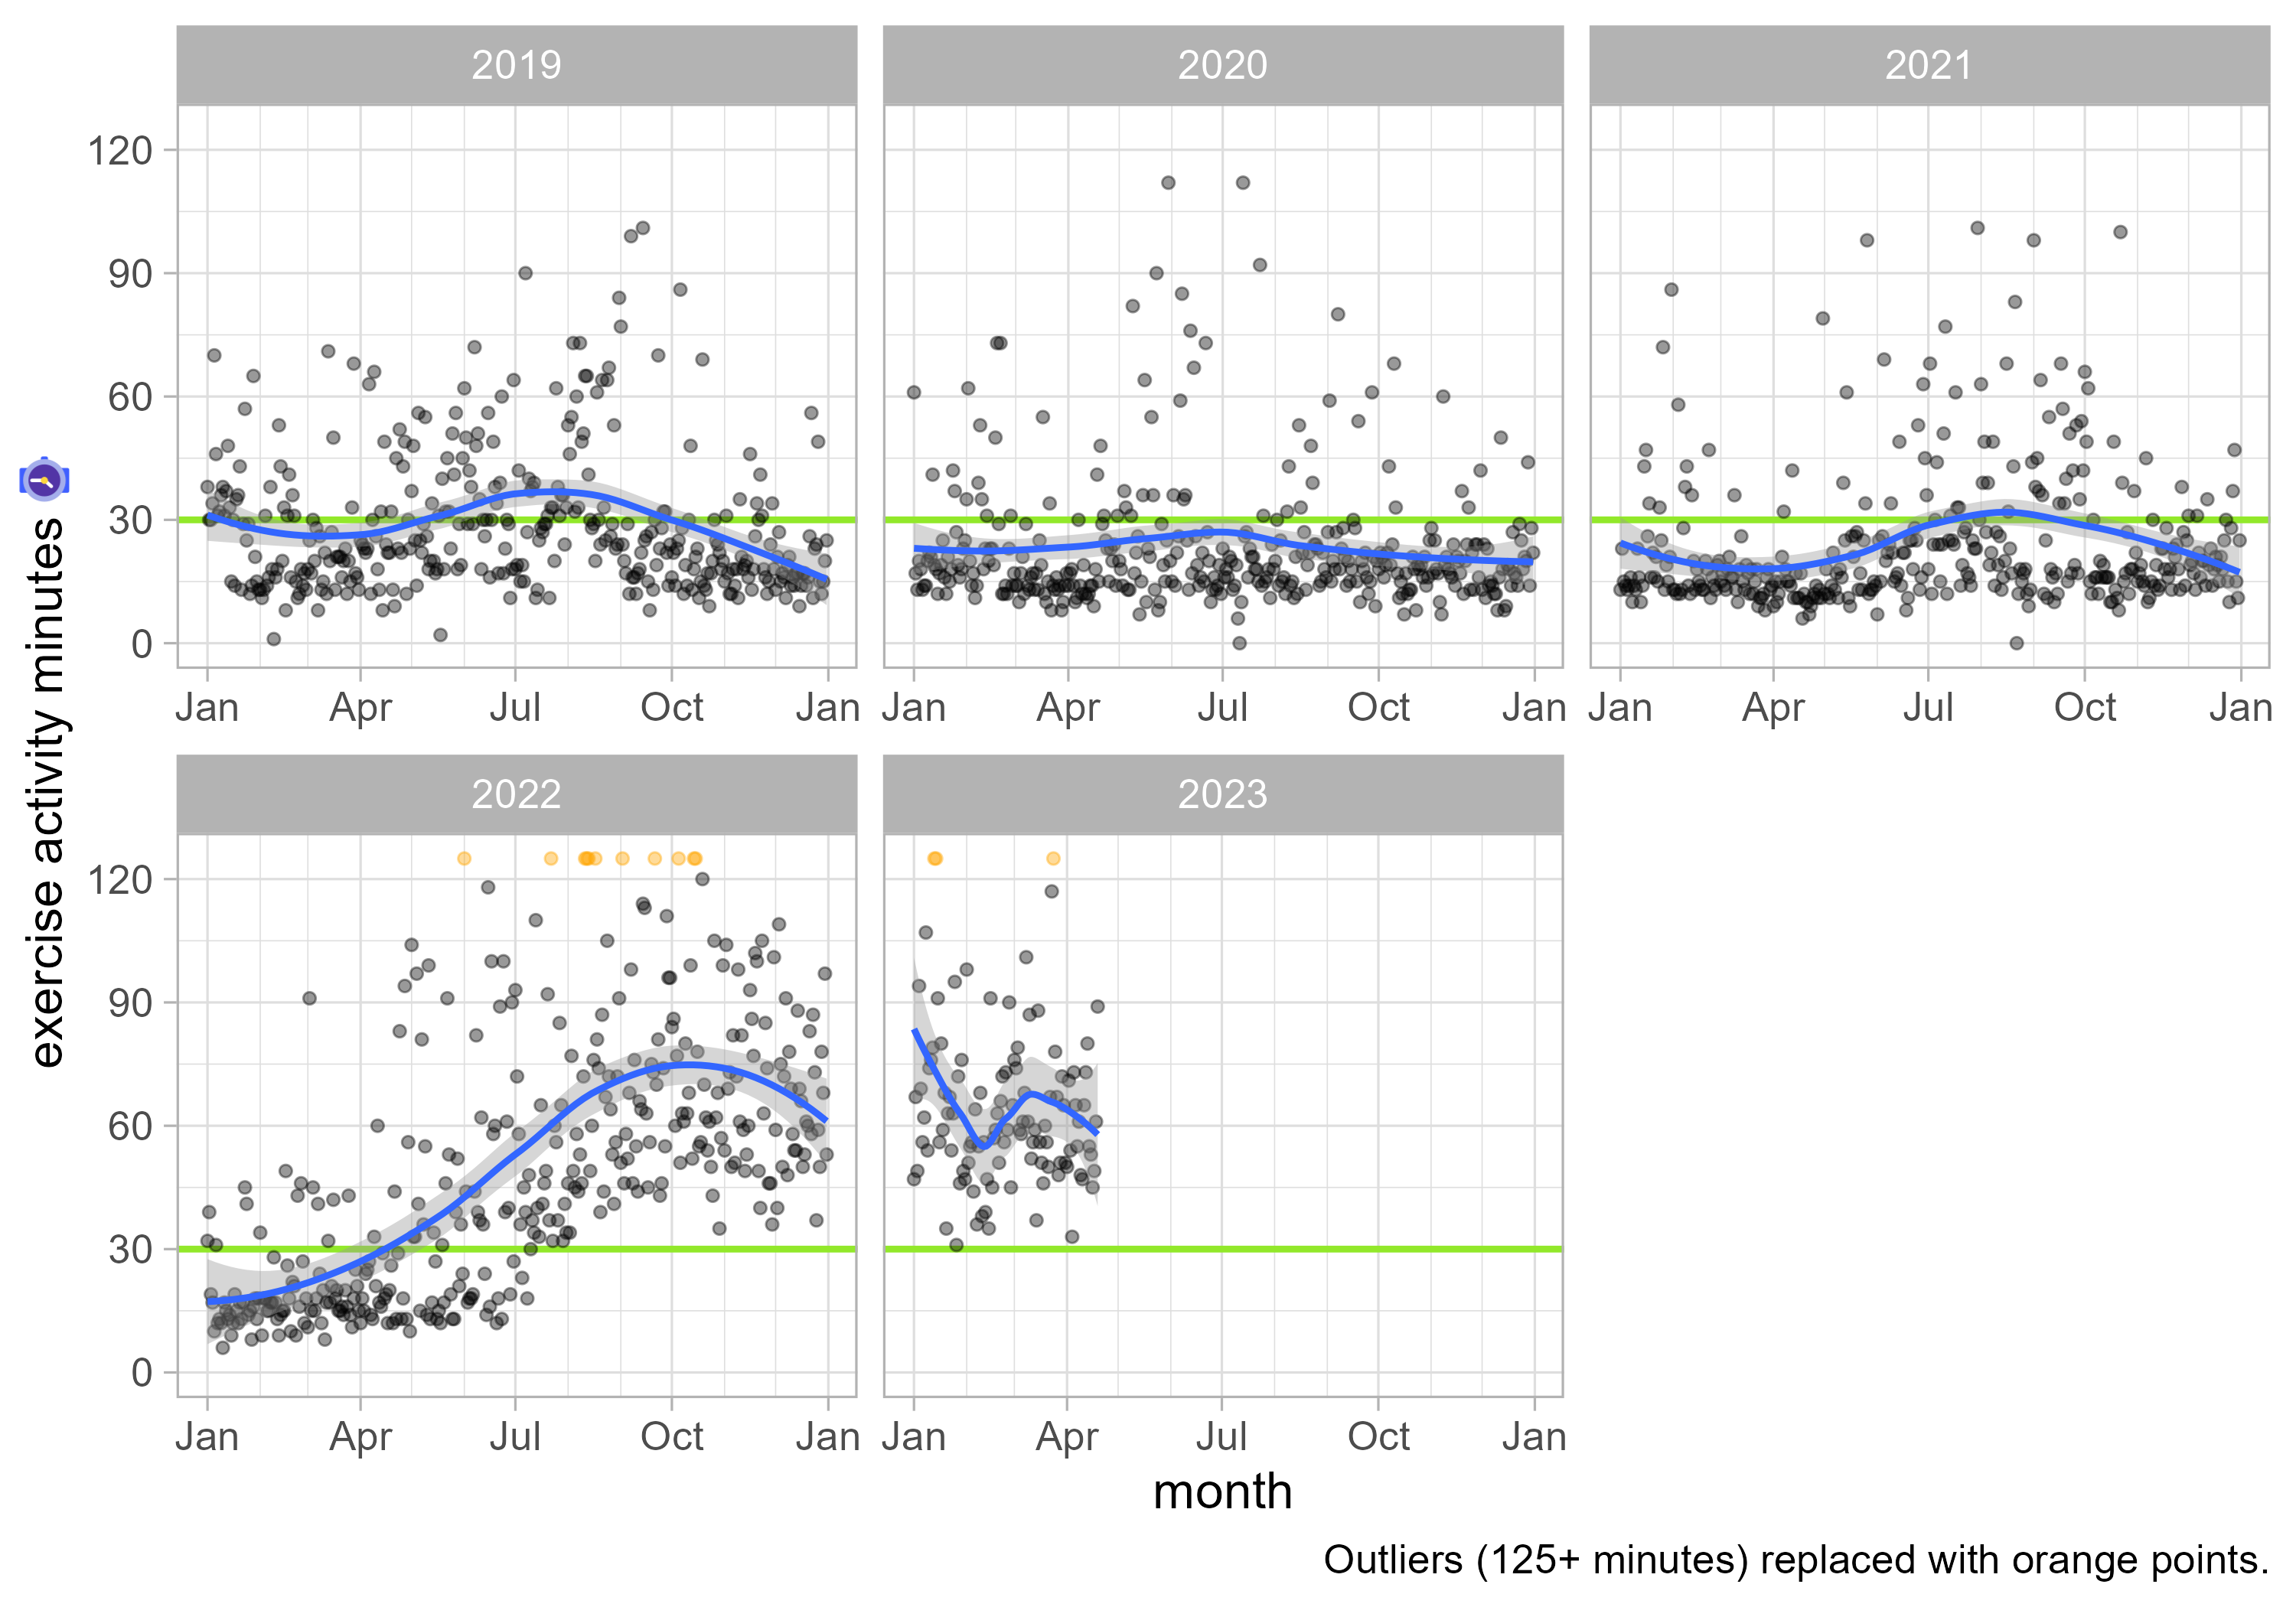 2019
2020
2021
120
90
60
30
0
Jan Apr Jul Oct Jan
Jan Apr Jul Oct Jan
Jan Apr Jul Oct Jan
exercise activity minutes
2022
2023
120
90
60
30
0
Jan Apr Jul Oct Jan
Jan Apr Jul Oct Jan
month
Outliers (125+ minutes) replaced with orange points.